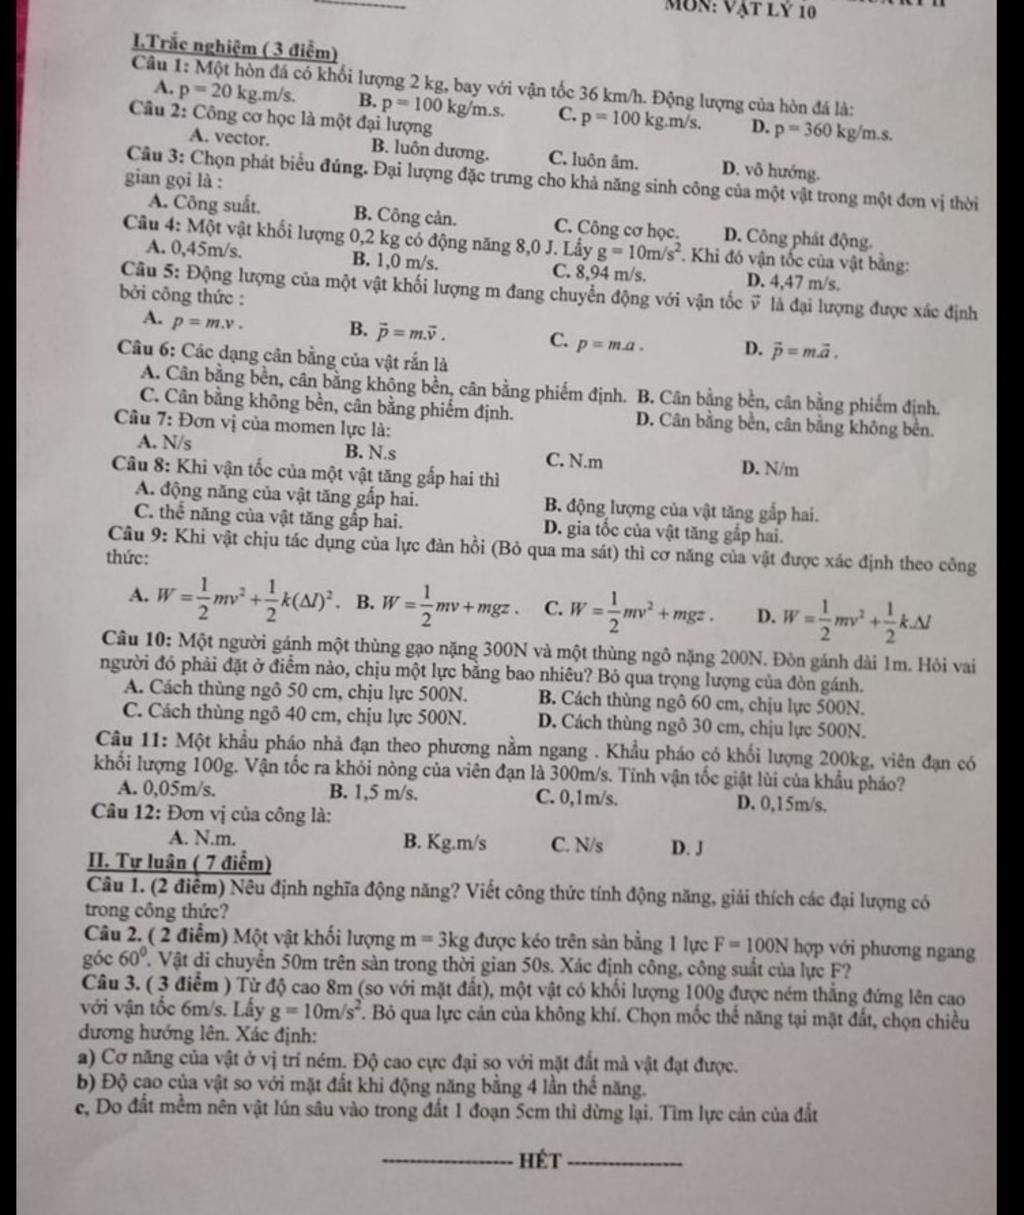 MÔN: VẬT LÝ 10
I.Trắc nghiệm ( 3 điểm)
Câu 1: Một hòn đá có khối lượng 2 kg, bay với vận tốc 36 km/h. Động lượng của hòn đá là:
A. p = 20 kg.m/s. B. p = 100 kg/m.s. C. p = 100 kg.m/s. D. p = 360 kg/m.s.
Câu 2: Công cơ học là một đại lượng
A. vector. B. luôn dương. C. luôn âm. D. vô hướng.
Câu 3: Chọn phát biểu đúng. Đại lượng đặc trưng cho khả năng sinh công của một vật trong một đơn vị thời
gian gọi là :
A. Công suất. B. Công cản. C. Công cơ học. D. Công phát động.
Câu 4: Một vật khối lượng 0,2 kg có động năng 8,0 J. Lấy g = 10m/s². Khi đó vận tốc của vật bằng:
A. 0,45m/s. B. 1,0 m/s. C. 8,94 m/s. D. 4,47 m/s.
Câu 5: Động lượng của một vật khối lượng m đang chuyển động với vận tốc v⃗ là đại lượng được xác định
bởi công thức :
A. p = m.v . B. p⃗ = m.v⃗ . C. p = m.a . D. p⃗ = m.a⃗ .
Câu 6: Các dạng cân bằng của vật rắn là
A. Cân bằng bền, cân bằng không bền, cân bằng phiếm định. B. Cân bằng bền, cân bằng phiếm định.
C. Cân bằng không bền, cân bằng phiếm định. D. Cân bằng bền, cân bằng không bền.
Câu 7: Đơn vị của momen lực là:
A. N/s B. N.s C. N.m D. N/m
Câu 8: Khi vận tốc của một vật tăng gấp hai thì
A. động năng của vật tăng gấp hai. B. động lượng của vật tăng gấp hai.
C. thế năng của vật tăng gấp hai. D. gia tốc của vật tăng gấp hai.
Câu 9: Khi vật chịu tác dụng của lực đàn hồi (Bỏ qua ma sát) thì cơ năng của vật được xác định theo công
thức:
A. W = 1/2 mv² + 1/2 k(Δl)² . B. W = 1/2 mv + mgz . C. W = 1/2 mv² + mgz . D. W = 1/2 mv² + 1/2 k.Δl
Câu 10: Một người gánh một thùng gạo nặng 300N và một thùng ngô nặng 200N. Đòn gánh dài 1m. Hỏi vai
người đó phải đặt ở điểm nào, chịu một lực bằng bao nhiêu? Bỏ qua trọng lượng của đòn gánh.
A. Cách thùng ngô 50 cm, chịu lực 500N. B. Cách thùng ngô 60 cm, chịu lực 500N.
C. Cách thùng ngô 40 cm, chịu lực 500N. D. Cách thùng ngô 30 cm, chịu lực 500N.
Câu 11: Một khẩu pháo nhả đạn theo phương nằm ngang . Khẩu pháo có khối lượng 200kg, viên đạn có
khối lượng 100g. Vận tốc ra khỏi nòng của viên đạn là 300m/s. Tính vận tốc giật lùi của khẩu pháo?
A. 0,05m/s. B. 1,5 m/s. C. 0,1m/s. D. 0,15m/s.
Câu 12: Đơn vị của công là:
A. N.m. B. Kg.m/s C. N/s D. J
II. Tự luận ( 7 điểm)
Câu 1. (2 điểm) Nêu định nghĩa động năng? Viết công thức tính động năng, giải thích các đại lượng có
trong công thức?
Câu 2. ( 2 điểm) Một vật khối lượng m = 3kg được kéo trên sàn bằng 1 lực F = 100N hợp với phương ngang
góc 60⁰. Vật di chuyển 50m trên sàn trong thời gian 50s. Xác định công, công suất của lực F?
Câu 3. ( 3 điểm ) Từ độ cao 8m (so với mặt đất), một vật có khối lượng 100g được ném thẳng đứng lên cao
với vận tốc 6m/s. Lấy g = 10m/s². Bỏ qua lực cản của không khí. Chọn mốc thế năng tại mặt đất, chọn chiều
dương hướng lên. Xác định:
a) Cơ năng của vật ở vị trí ném. Độ cao cực đại so với mặt đất mà vật đạt được.
b) Độ cao của vật so với mặt đất khi động năng bằng 4 lần thế năng.
c, Do đất mềm nên vật lún sâu vào trong đất 1 đoạn 5cm thì dừng lại. Tìm lực cản của đất
HẾT